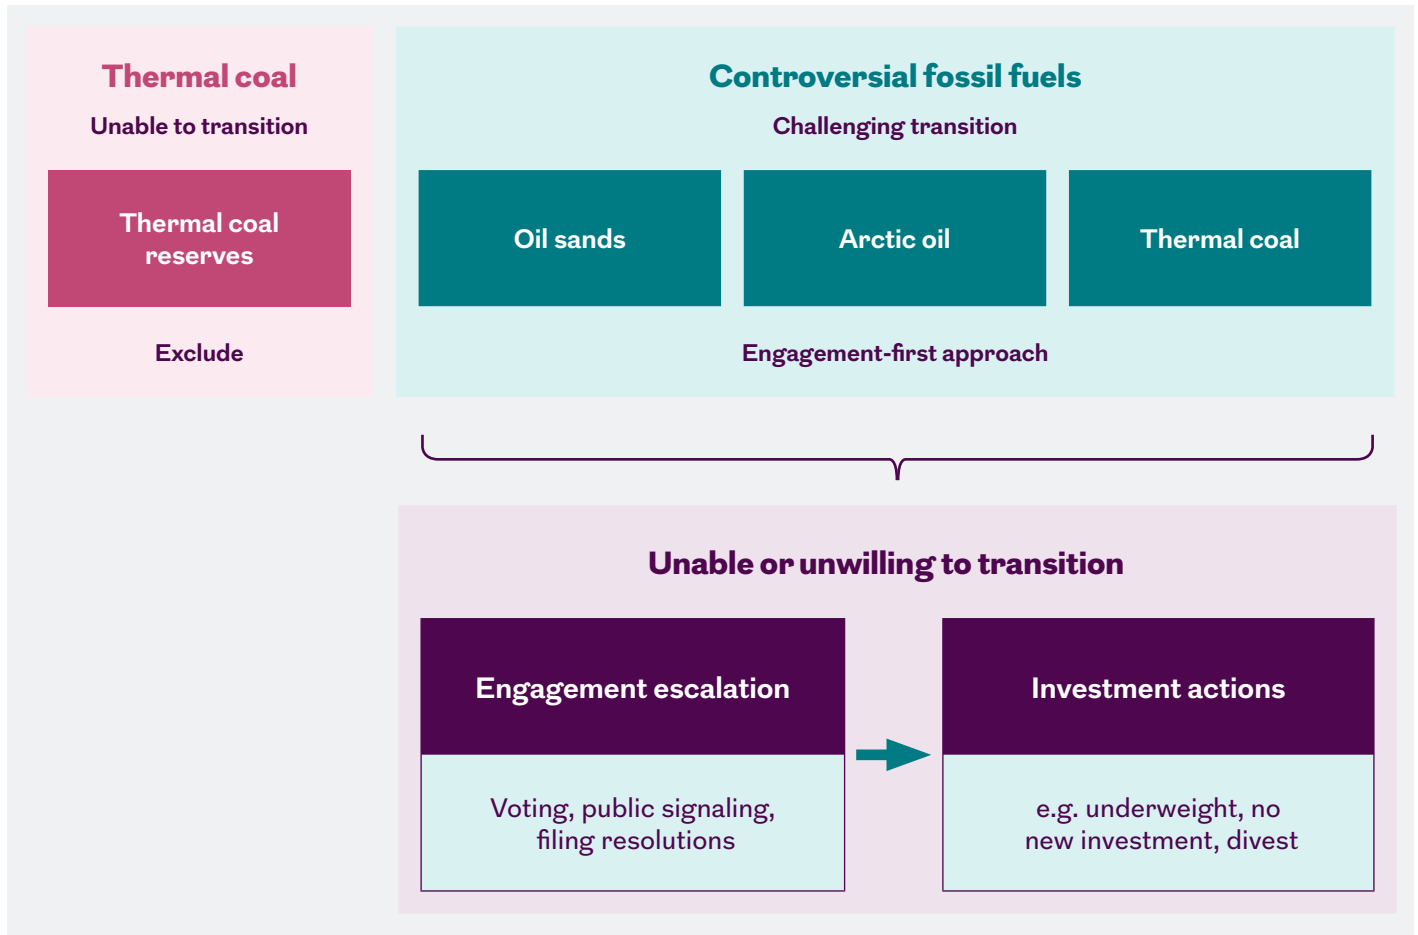 Thermal coal
Unable to transition
Thermal coal
reserves
Exclude
Controversial fossil fuels
Challenging transition
Oil sands
Arctic oil
Thermal coal
Engagement-first approach
Unable or unwilling to transition
Engagement escalation
Voting, public signaling,
filing resolutions
Investment actions
e.g. underweight, no
new investment, divest